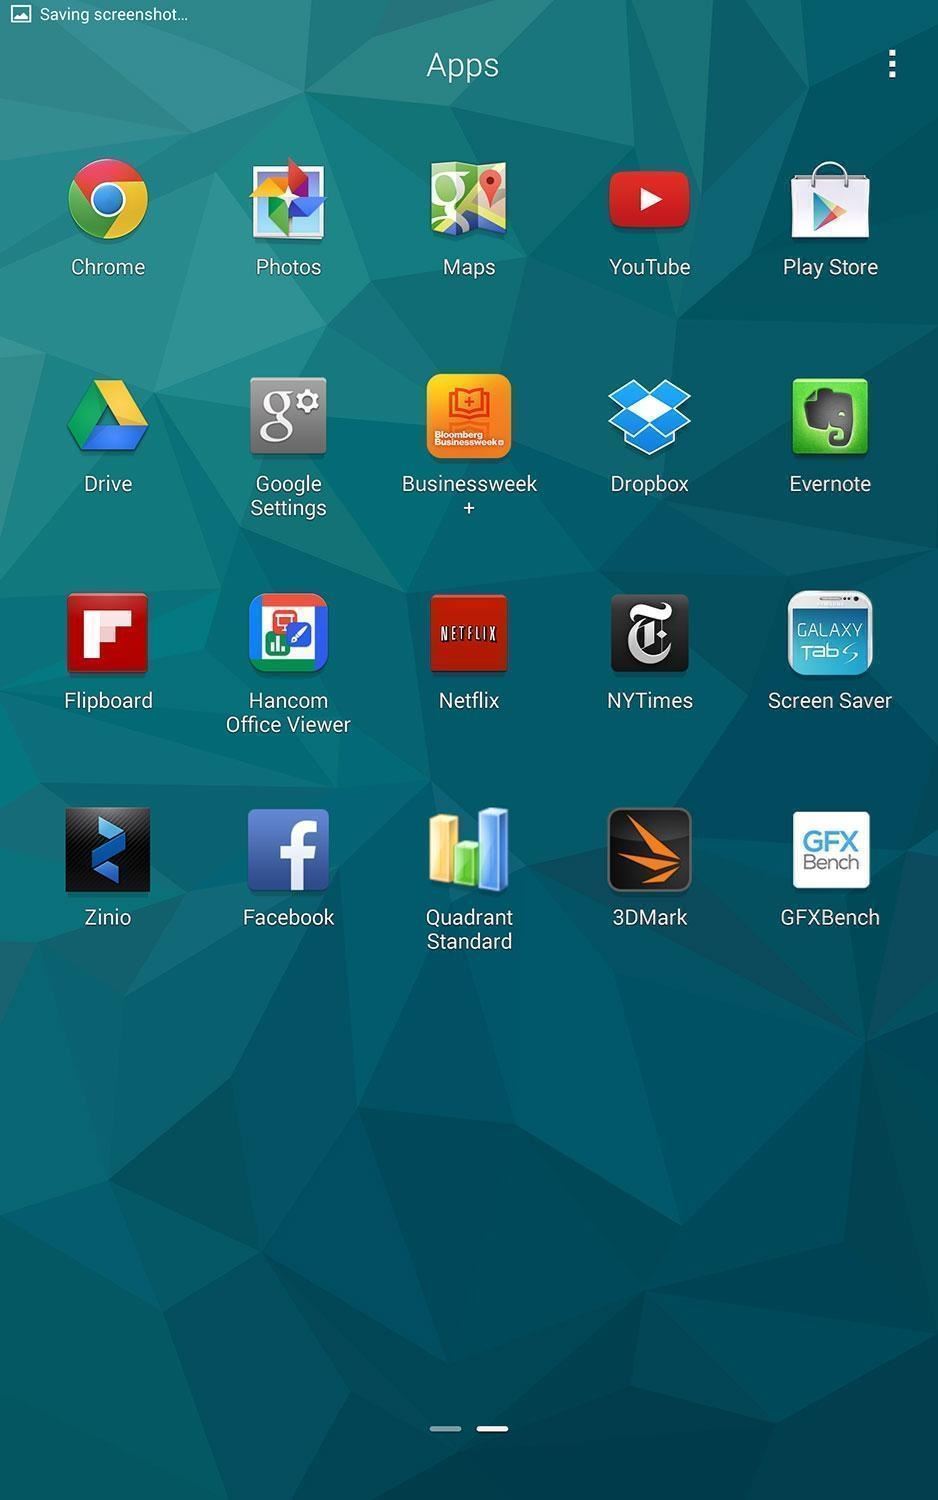 Saving screenshot...
Apps
Chrome
Photos
Maps
YouTube
Play Store
g
Bloomberg
Businessweek+
Drive
Google
Settings
Businessweek
+
Dropbox
Evernote
NETFLIX
GALAXY
Tab S
Flipboard
Hancom
Office Viewer
Netflix
NYTimes
Screen Saver
f
GFX
Bench
Zinio
Facebook
Quadrant
Standard
3DMark
GFXBench